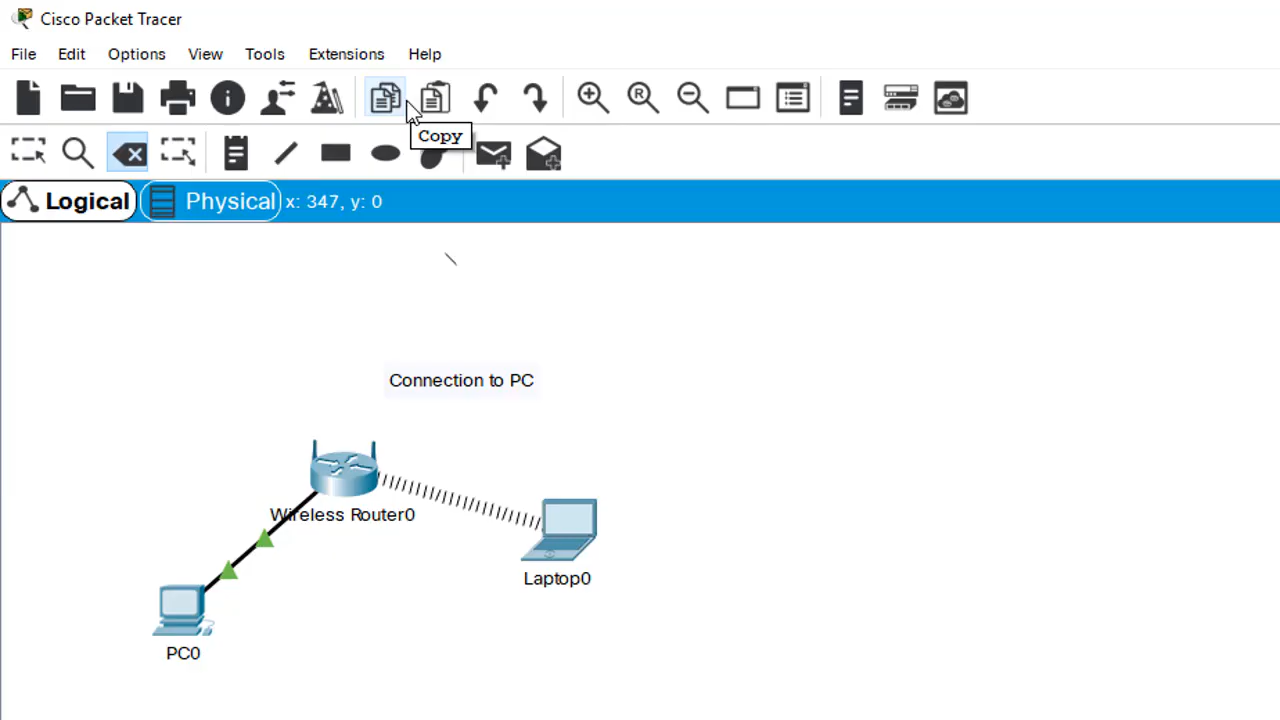 Cisco Packet Tracer
File Edit Options View Tools Extensions Help
Copy
Logical Physical x: 347, y: 0
Connection to PC
Wireless Router0
Laptop0
PC0